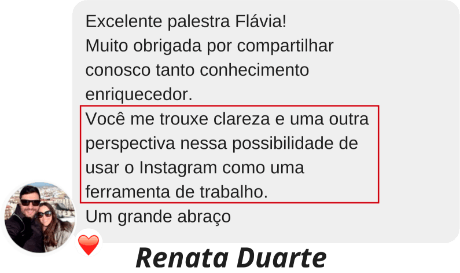 Excelente palestra Flávia!
Muito obrigada por compartilhar
conosco tanto conhecimento
enriquecedor.
Você me trouxe clareza e uma outra
perspectiva nessa possibilidade de
usar o Instagram como uma
ferramenta de trabalho.
Um grande abraço
Renata Duarte